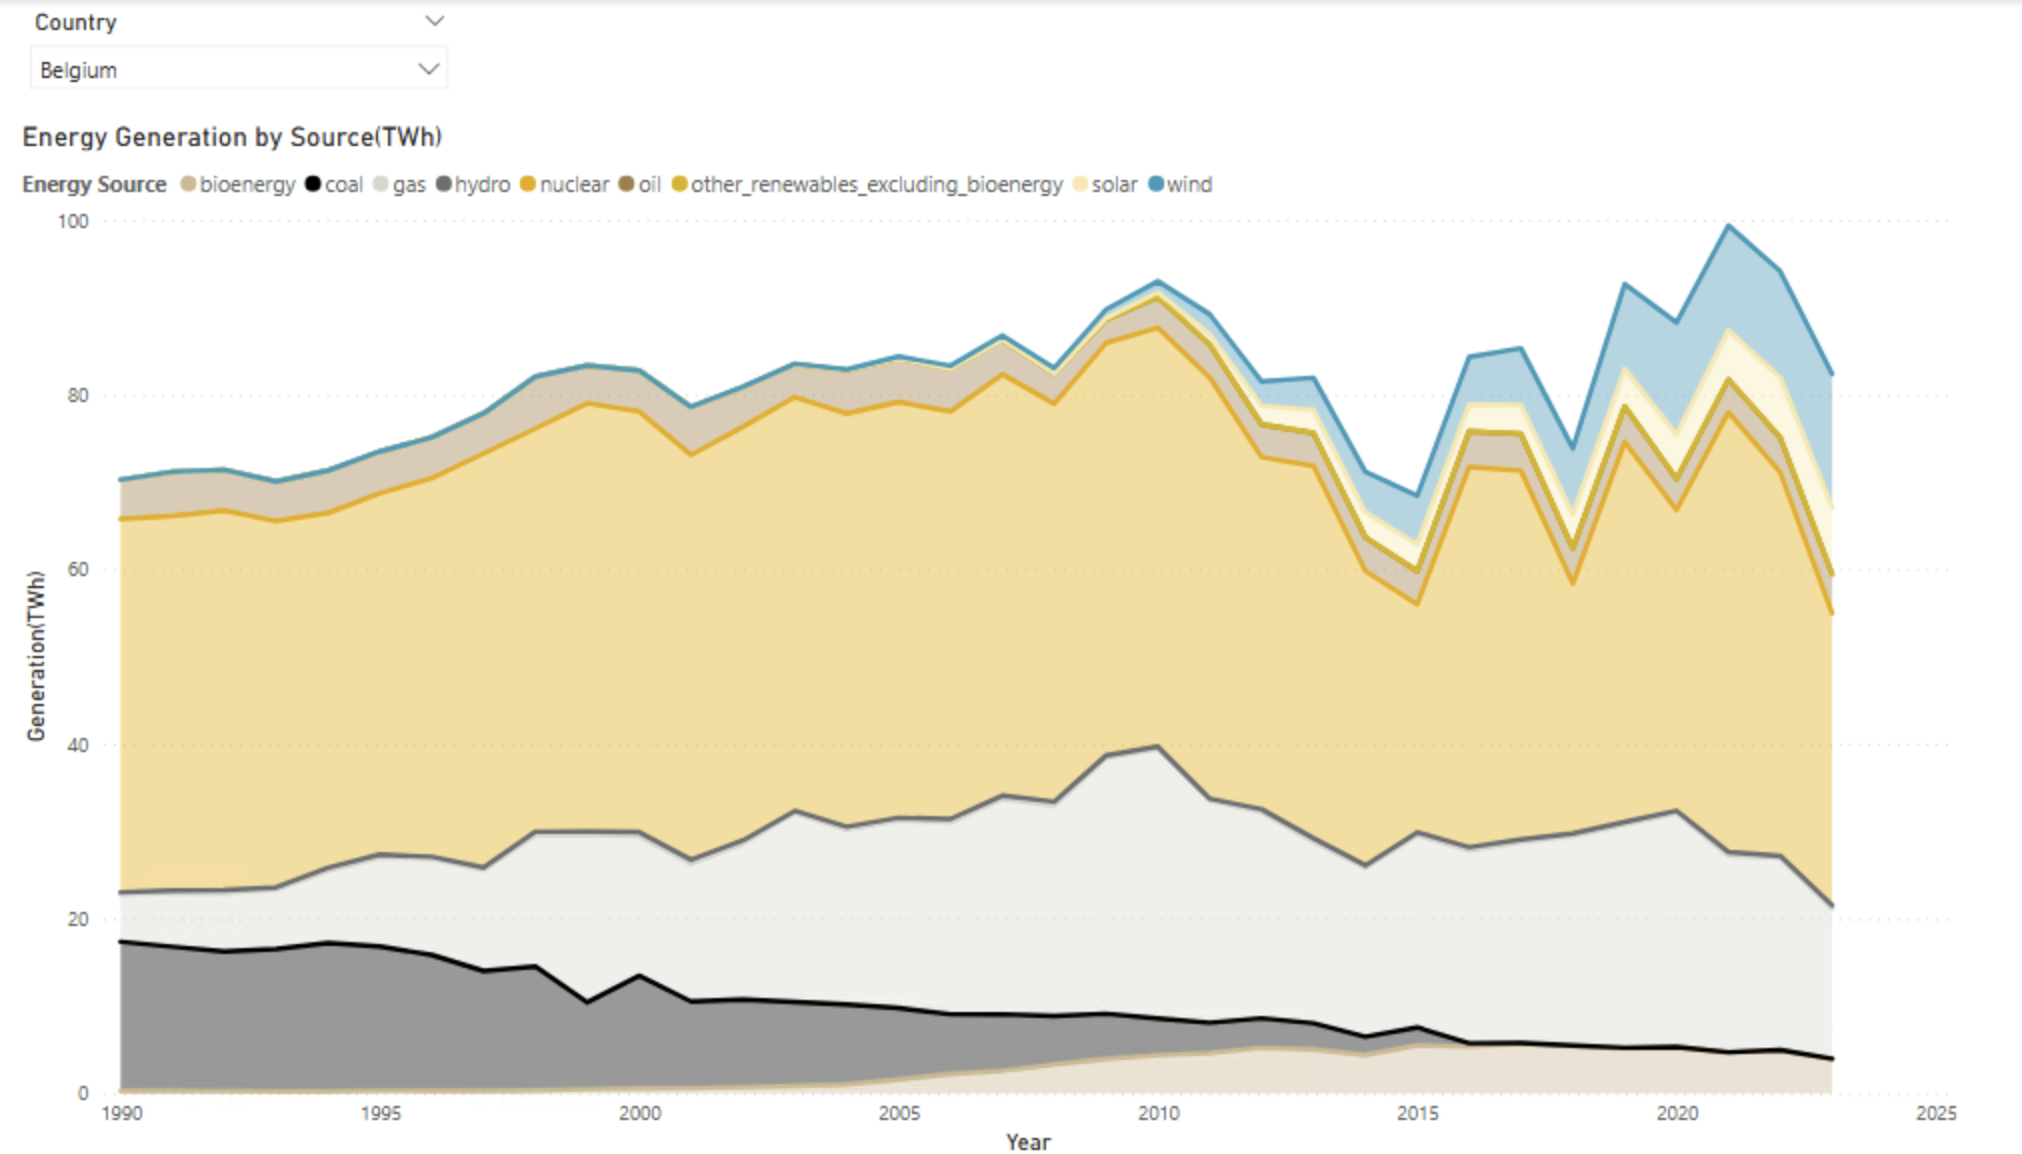 Country
Belgium
Energy Generation by Source(TWh)
Energy Source bioenergy coal gas hydro nuclear oil other_renewables_excluding_bioenergy solar wind
100
80
60
40
20
0
Generation(TWh)
1990 1995 2000 2005 2010 2015 2020 2025
Year